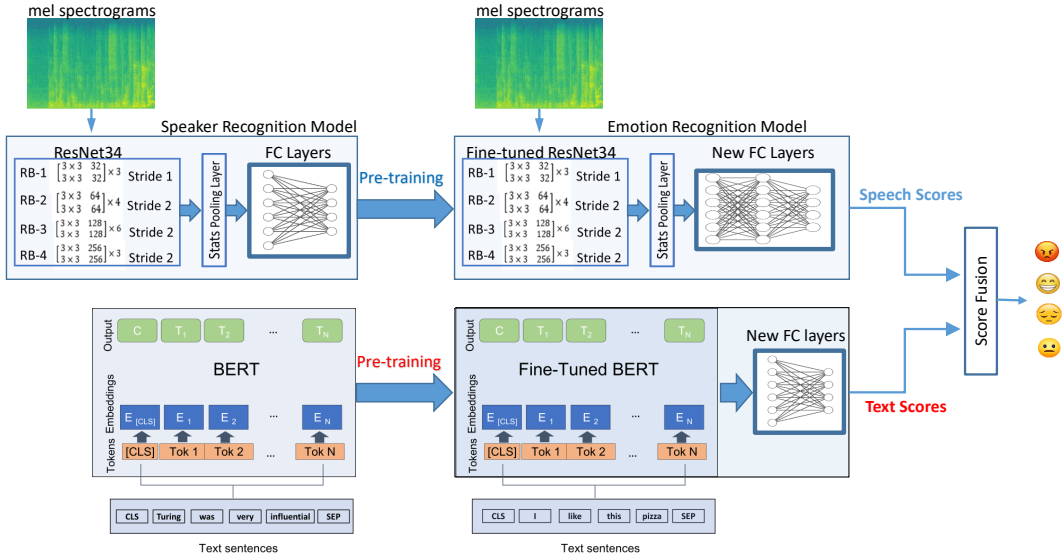 mel spectrograms
mel spectrograms
Speaker Recognition Model
ResNet34
FC Layers
RB-1 [3 × 3 32 3 × 3 32] × 3 Stride 1
RB-2 [3 × 3 64 3 × 3 64] × 4 Stride 2
RB-3 [3 × 3 128 3 × 3 128] × 6 Stride 2
RB-4 [3 × 3 256 3 × 3 256] × 3 Stride 2
Stats Pooling Layer
Pre-training
Emotion Recognition Model
Fine-tuned ResNet34
New FC Layers
RB-1 [3 × 3 32 3 × 3 32] × 3 Stride 1
RB-2 [3 × 3 64 3 × 3 64] × 4 Stride 2
RB-3 [3 × 3 128 3 × 3 128] × 6 Stride 2
RB-4 [3 × 3 256 3 × 3 256] × 3 Stride 2
Stats Pooling Layer
Speech Scores
Score Fusion
Output
C T1 T2 ... TN
BERT
Embeddings
E [CLS] E 1 E 2 ... E N
Tokens
[CLS] Tok 1 Tok 2 ... Tok N
CLS Turing was very influential SEP
Text sentences
Pre-training
Output
C T1 T2 ... TN
Fine-Tuned BERT
Embeddings
E [CLS] E 1 E 2 ... E N
Tokens
[CLS] Tok 1 Tok 2 ... Tok N
CLS I like this pizza SEP
Text sentences
New FC layers
Text Scores